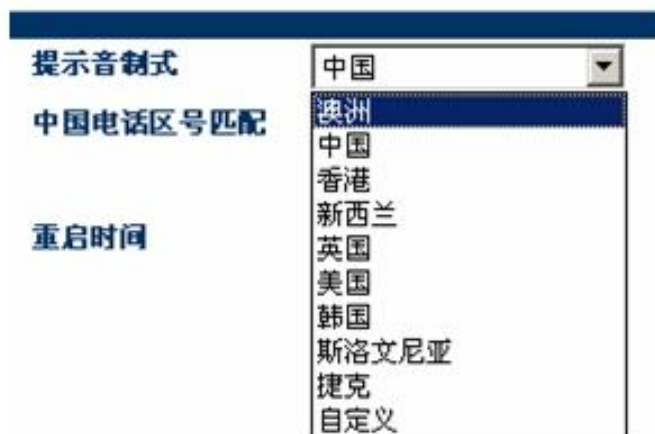 提示音制式
中国
中国电话区号匹配
澳洲
中国
香港
新西兰
重启时间
英国
美国
韩国
斯洛文尼亚
捷克
自定义